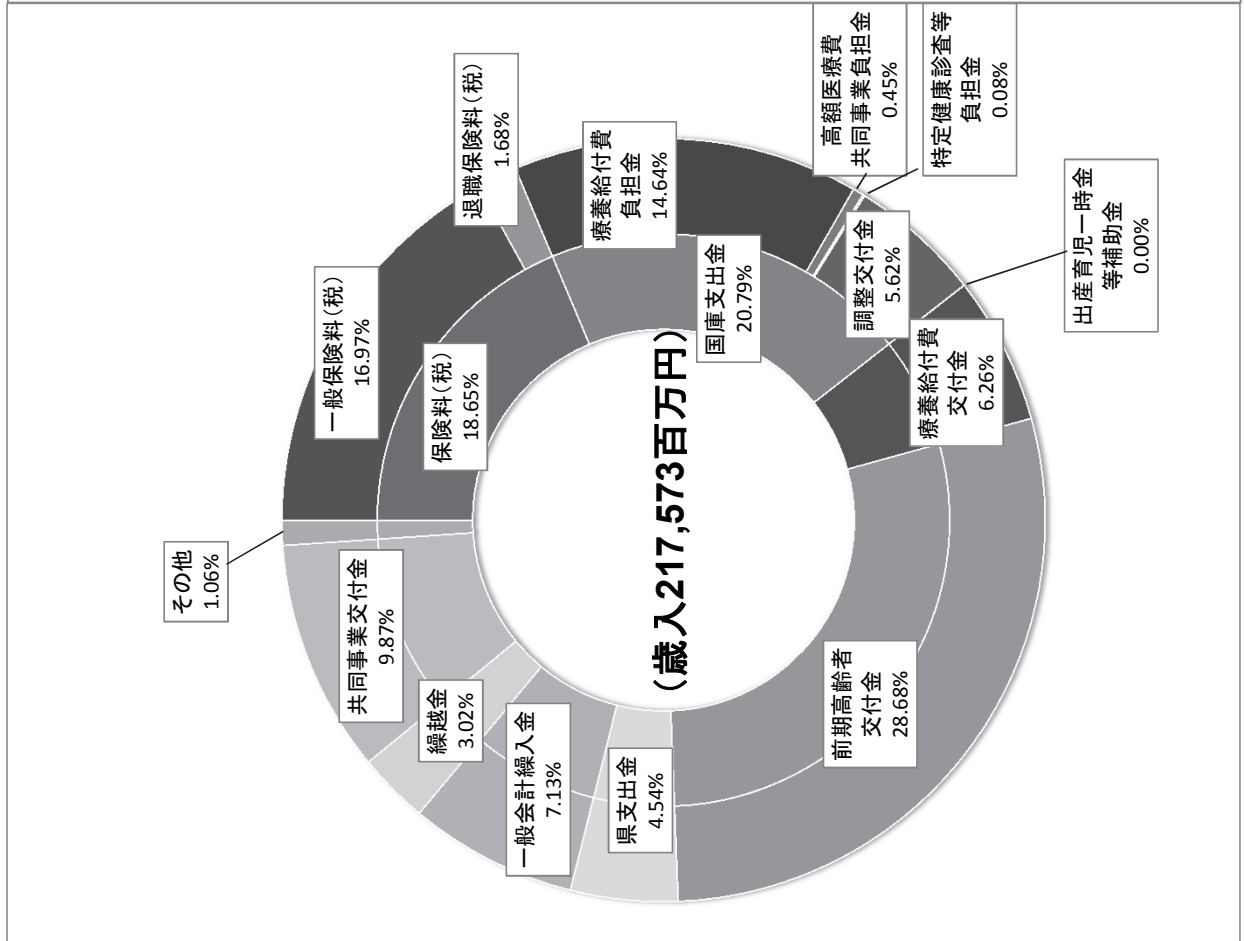 (歳入217,573百万円)
一般保険料(税)
16.97%
退職保険料(税)
1.68%
保険料(税)
18.65%
療養給付費
負担金
14.64%
高額医療費
共同事業負担金
0.45%
特定健康診査等
負担金
0.08%
調整交付金
5.62%
出産育児一時金
等補助金
0.00%
国庫支出金
20.79%
療養給付費
交付金
6.26%
前期高齢者
交付金
28.68%
県支出金
4.54%
一般会計繰入金
7.13%
繰越金
3.02%
共同事業交付金
9.87%
その他
1.06%